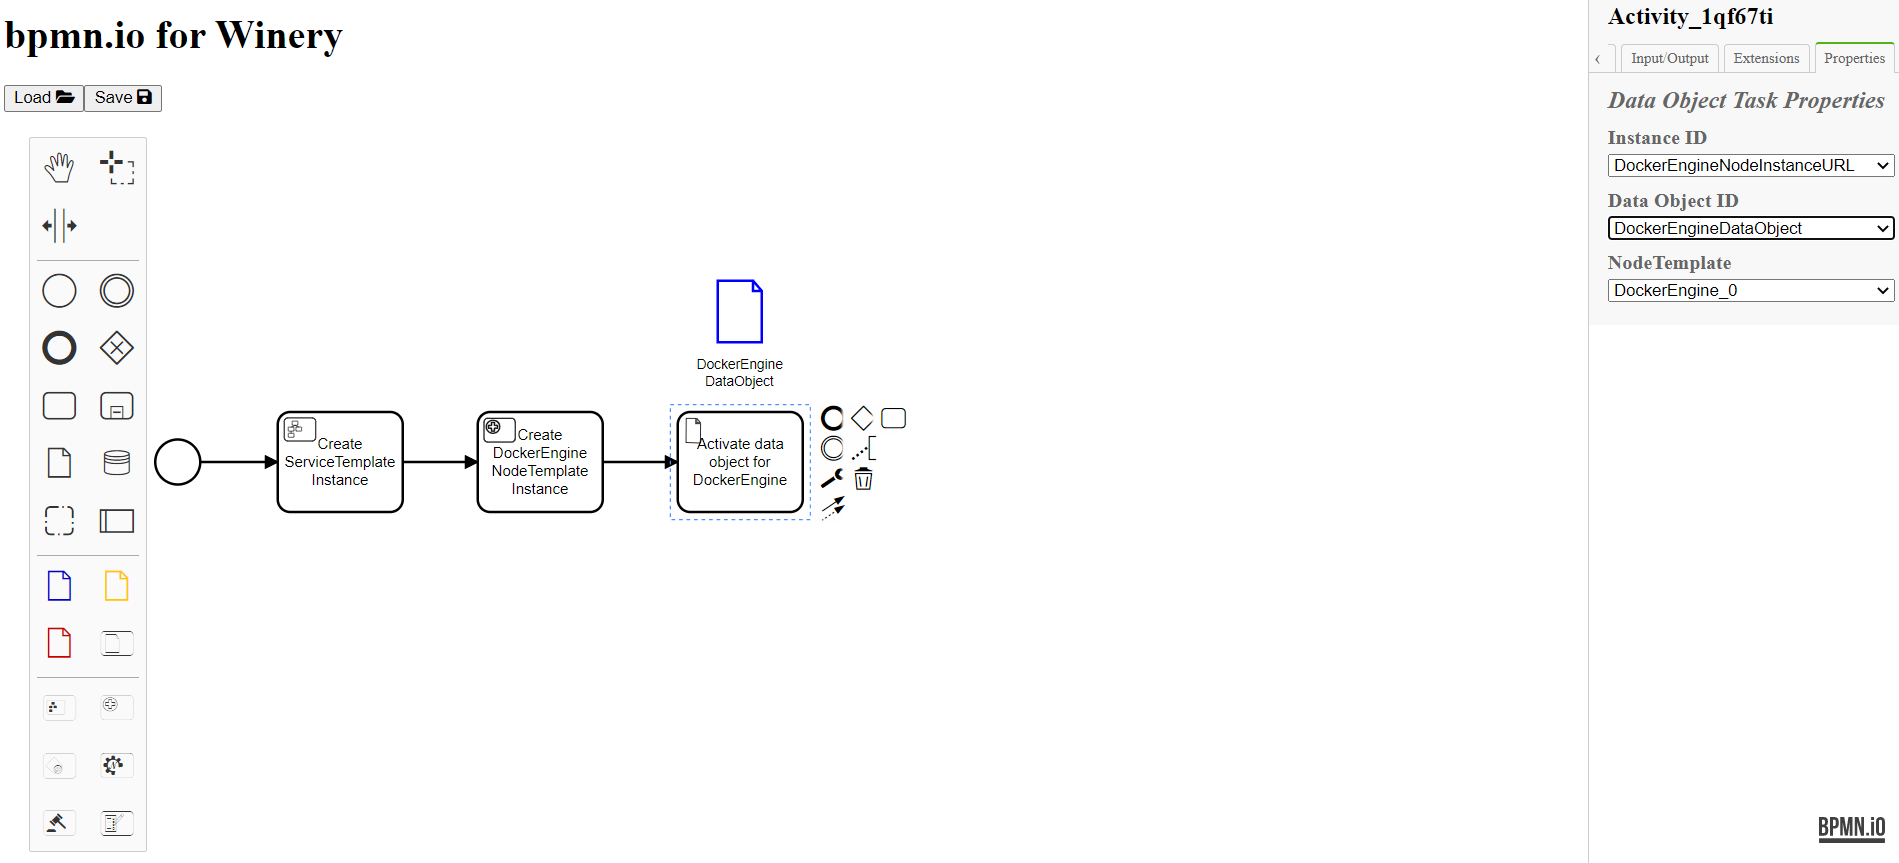 bpmn.io for Winery
Load
Save
DockerEngine
DataObject
Create
ServiceTemplate
Instance
Create
DockerEngine
NodeTemplate
Instance
Activate data
object for
DockerEngine
Activity_1qf67ti
‹
Input/Output
Extensions
Properties
Data Object Task Properties
Instance ID
DockerEngineNodeInstanceURL
Data Object ID
DockerEngineDataObject
NodeTemplate
DockerEngine_0
BPMN.iO